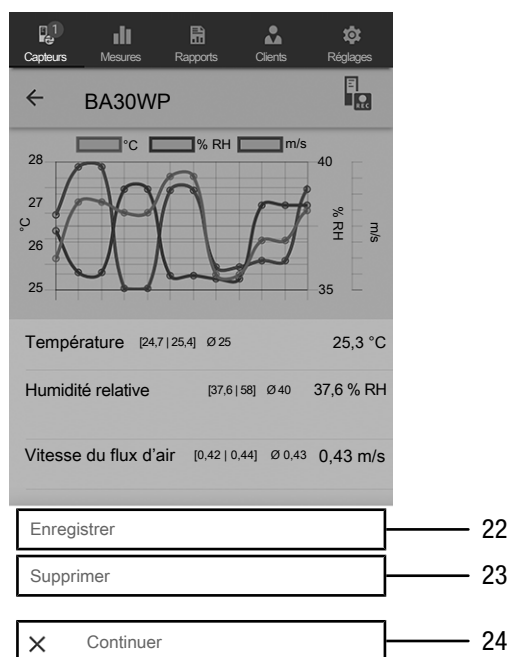 1
Capteurs Mesures Rapports Clients Réglages
BA30WP
REC
°C % RH m/s
28 40
27
°C % RH m/s
26
25 35
Température [24,7 | 25,4] Ø 25 25,3 °C
Humidité relative [37,6 | 58] Ø 40 37,6 % RH
Vitesse du flux d'air [0,42 | 0,44] Ø 0,43 0,43 m/s
Enregistrer 22
Supprimer 23
Continuer 24